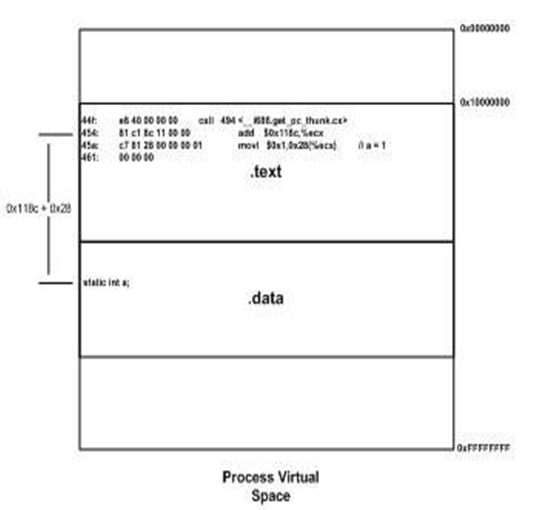 0x00000000
0x10000000
44f: e8 40 00 00 00 call 494 <__i686.get_pc_thunk.cx>
454: 81 c1 8c 11 00 00 add $0x118c,%ecx
45a: c7 81 28 00 00 00 01 movl $0x1,0x28(%ecx) // a = 1
461: 00 00 00
.text
0x118c + 0x28
static int a;
.data
0xFFFFFFFF
Process Virtual
Space